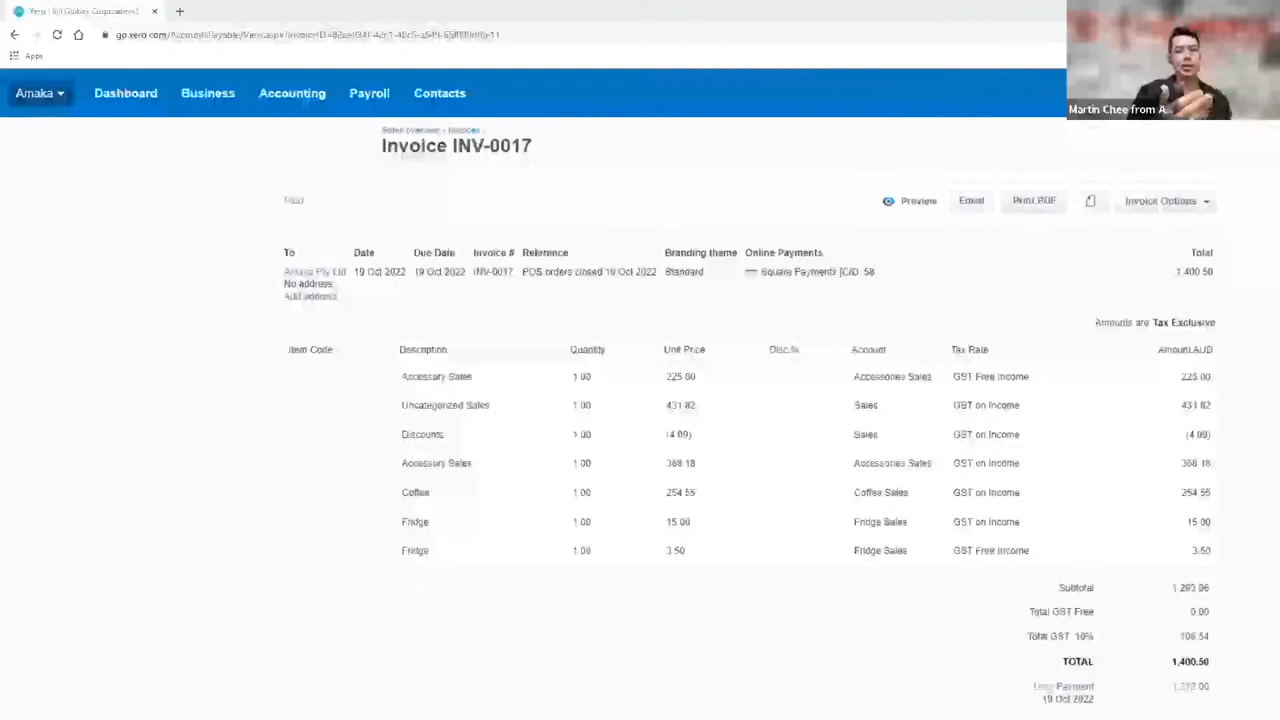 Xero | Bill
Apps
Martin Chee from A...
Amaka Dashboard Business Accounting Payroll Contacts
Sales overview › Invoices ›
Invoice INV-0017
Paid
Preview Email Print PDF Invoice Options
To Date Due Date Invoice # Reference Branding theme Online Payments Total
Amaka Pty Ltd 19 Oct 2022 19 Oct 2022 INV-0017 POS orders closed 19 Oct 2022 Standard Square Payments 1,400.50
No address
Add address
Amounts are Tax Exclusive
Item Code Description Quantity Unit Price Disc % Account Tax Rate Amount AUD
Accessory Sales 1.00 225.00 Accessories Sales GST Free Income 225.00
Uncategorized Sales 1.00 431.82 Sales GST on Income 431.82
Discounts 1.00 (4.09) Sales GST on Income (4.09)
Accessory Sales 1.00 368.18 Accessories Sales GST on Income 368.18
Coffee 1.00 254.55 Coffee Sales GST on Income 254.55
Fridge 1.00 15.00 Fridge Sales GST on Income 15.00
Fridge 1.00 3.50 Fridge Sales GST Free Income 3.50
Subtotal
Total GST Free 0.00
Total GST 10% 106.54
TOTAL 1,400.50
Less Payment
19 Oct 2022